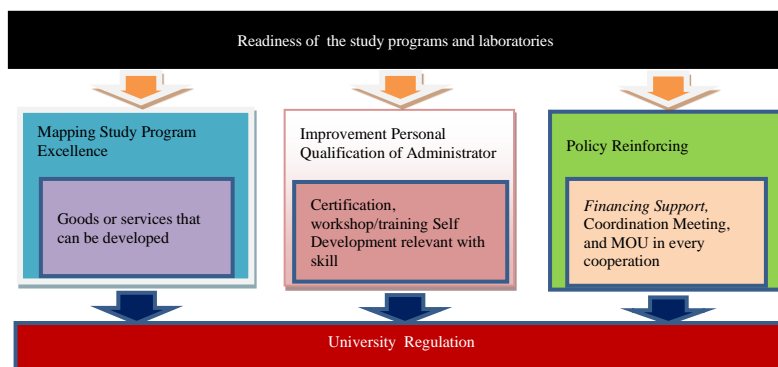 Readiness of the study programs and laboratories
Mapping Study Program
Excellence
Goods or services that
can be developed
Improvement Personal
Qualification of Administrator
Certification,
workshop/training Self
Development relevant with
skill
Policy Reinforcing
Financing Support,
Coordination Meeting,
and MOU in every
cooperation
University Regulation